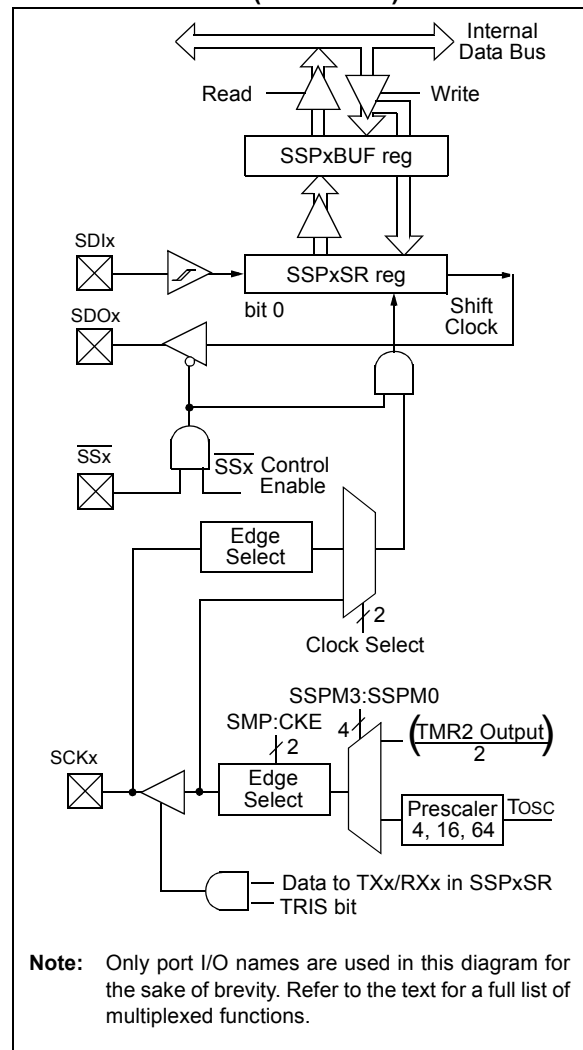 Internal
Data Bus
Read
Write
SSPxBUF reg
SDIx
SSPxSR reg
bit 0
Shift
Clock
SDOx
SSx
SSx Control
Enable
Edge
Select
2
Clock Select
SSPM3:SSPM0
SMP:CKE
4
2
(TMR2 Output)
2
SCKx
Edge
Select
Prescaler
4, 16, 64
TOSC
Data to TXx/RXx in SSPxSR
TRIS bit
Note: Only port I/O names are used in this diagram for
the sake of brevity. Refer to the text for a full list of
multiplexed functions.